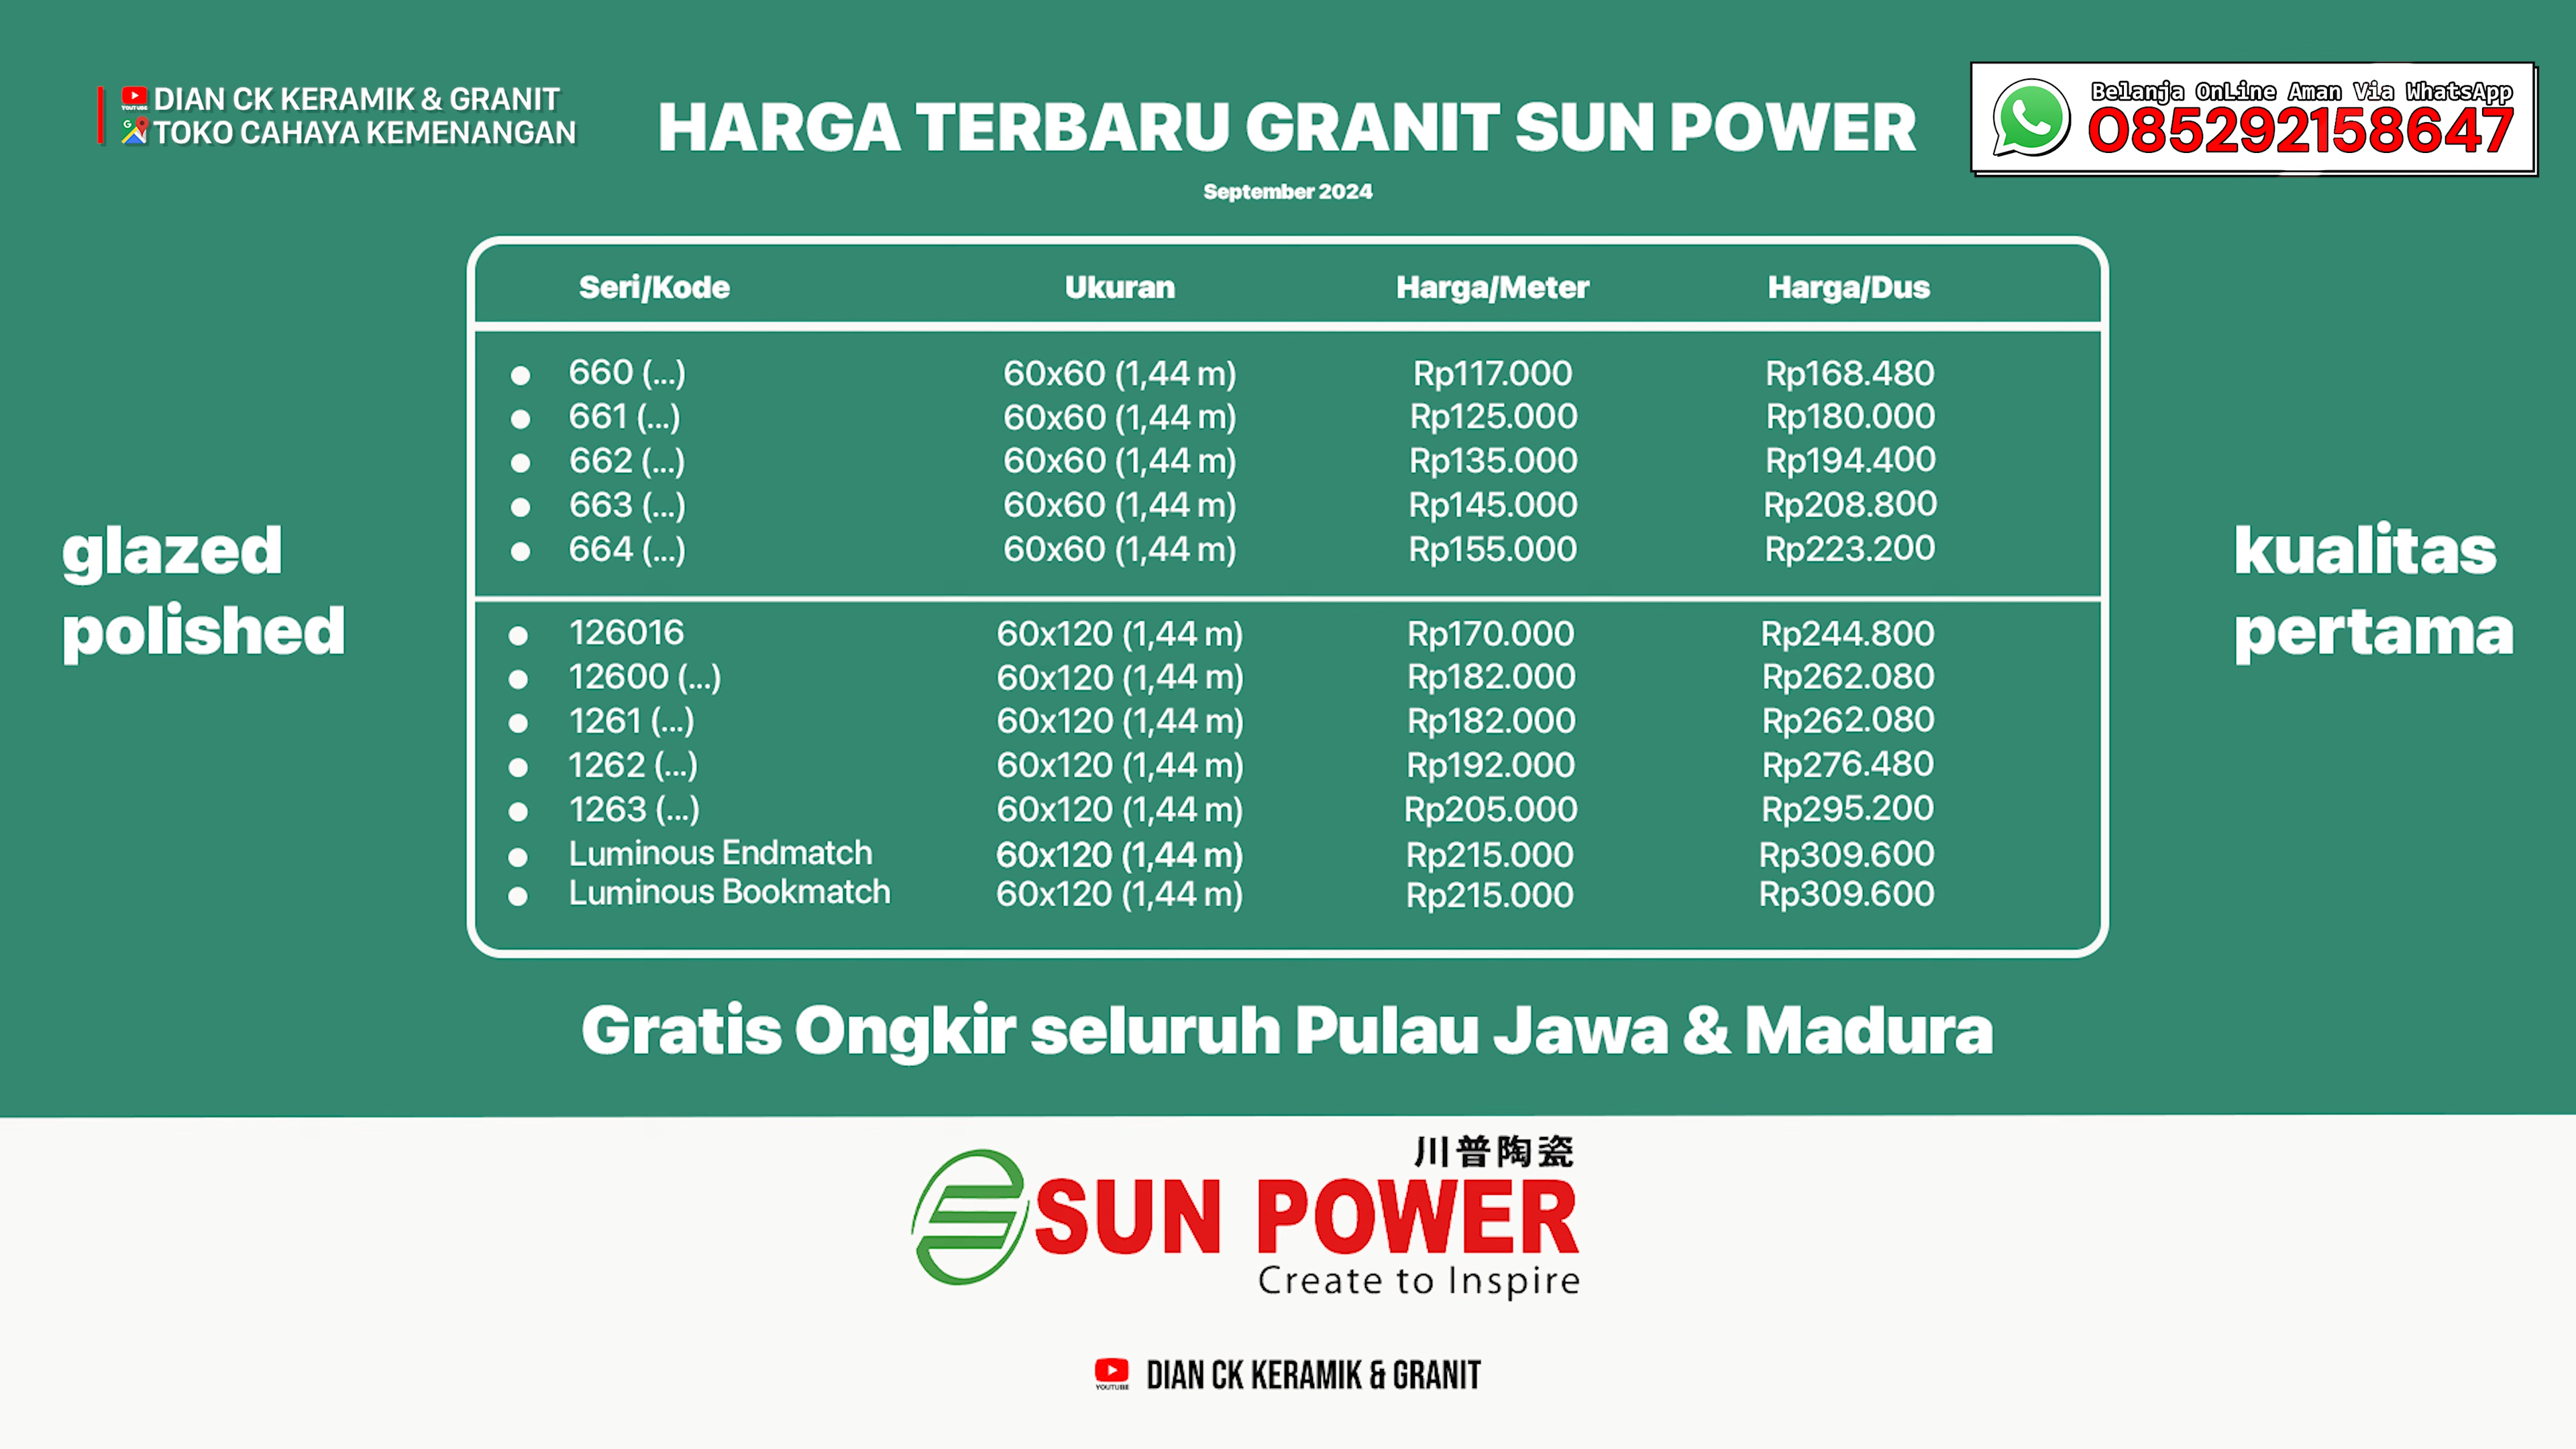 DIAN CK KERAMIK & GRANIT
TOKO CAHAYA KEMENANGAN
HARGA TERBARU GRANIT SUN POWER
September 2024
Belanja OnLine Aman Via WhatsApp
085292158647
Seri/Kode Ukuran Harga/Meter Harga/Dus
660 (...) 60x60 (1,44 m) Rp117.000 Rp168.480
661 (...) 60x60 (1,44 m) Rp125.000 Rp180.000
662 (...) 60x60 (1,44 m) Rp135.000 Rp194.400
663 (...) 60x60 (1,44 m) Rp145.000 Rp208.800
664 (...) 60x60 (1,44 m) Rp155.000 Rp223.200
126016 60x120 (1,44 m) Rp170.000 Rp244.800
12600 (...) 60x120 (1,44 m) Rp182.000 Rp262.080
1261 (...) 60x120 (1,44 m) Rp182.000 Rp262.080
1262 (...) 60x120 (1,44 m) Rp192.000 Rp276.480
1263 (...) 60x120 (1,44 m) Rp205.000 Rp295.200
Luminous Endmatch 60x120 (1,44 m) Rp215.000 Rp309.600
Luminous Bookmatch 60x120 (1,44 m) Rp215.000 Rp309.600
glazed
polished
kualitas
pertama
Gratis Ongkir seluruh Pulau Jawa & Madura
川普陶瓷
SUN POWER
Create to Inspire
YOUTUBE DIAN CK KERAMIK & GRANIT